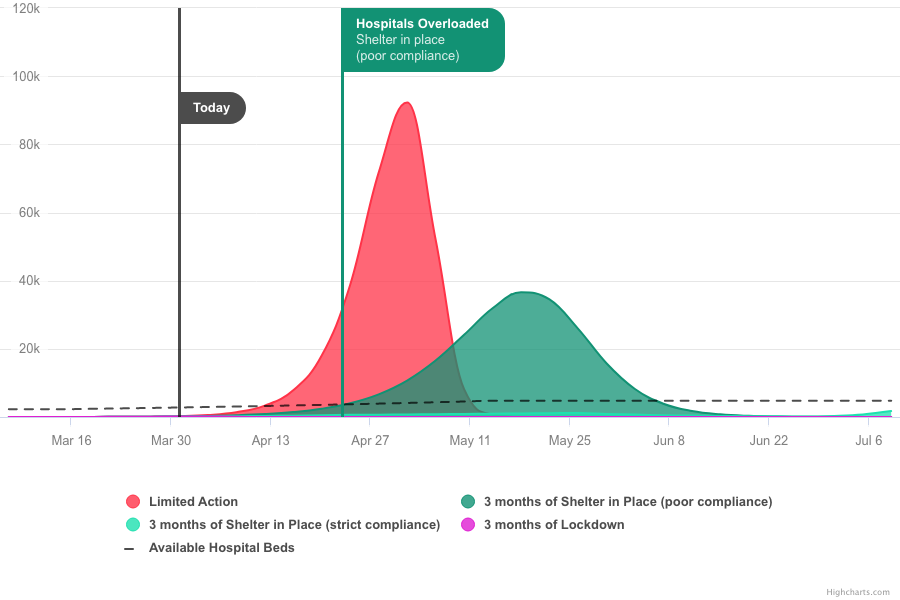 120k
Hospitals Overloaded
Shelter in place
(poor compliance)
100k
Today
80k
60k
40k
20k
Mar 16 Mar 30 Apr 13 Apr 27 May 11 May 25 Jun 8 Jun 22 Jul 6
Limited Action
3 months of Shelter in Place (poor compliance)
3 months of Shelter in Place (strict compliance)
3 months of Lockdown
Available Hospital Beds
Highcharts.com